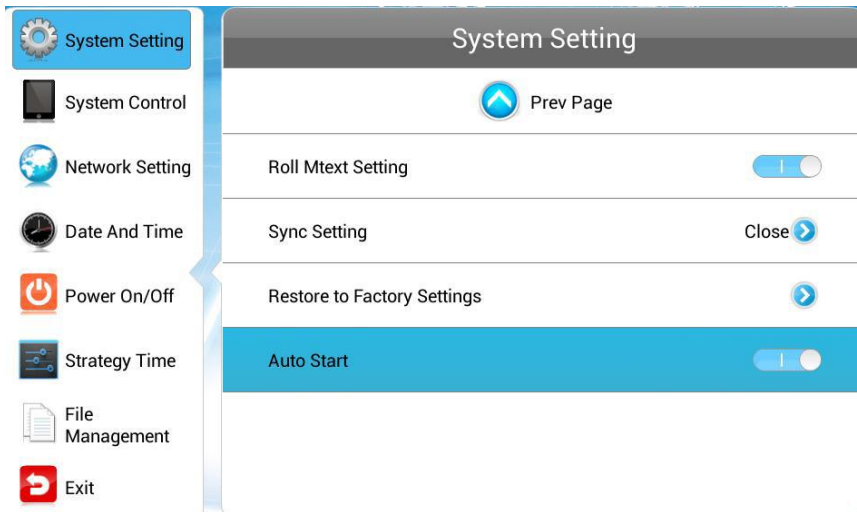 System Setting
System Control
Network Setting
Date And Time
Power On/Off
Strategy Time
File
Management
Exit
System Setting
Prev Page
Roll Mtext Setting
Sync Setting
Close
Restore to Factory Settings
Auto Start